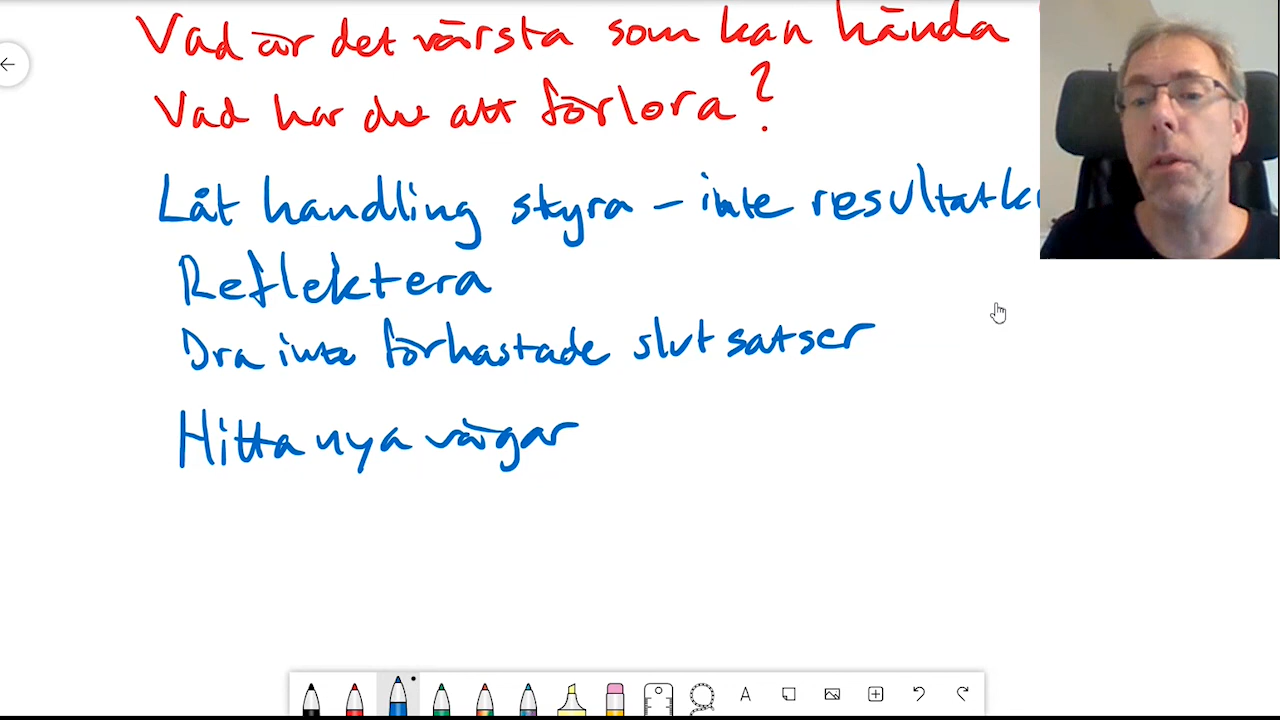 Vad är det värsta som kan hända
Vad har du att förlora?
Låt handling styra - inte
Reflektera
Dra inte förhastade slutsatser
Hitta nya vägar
A